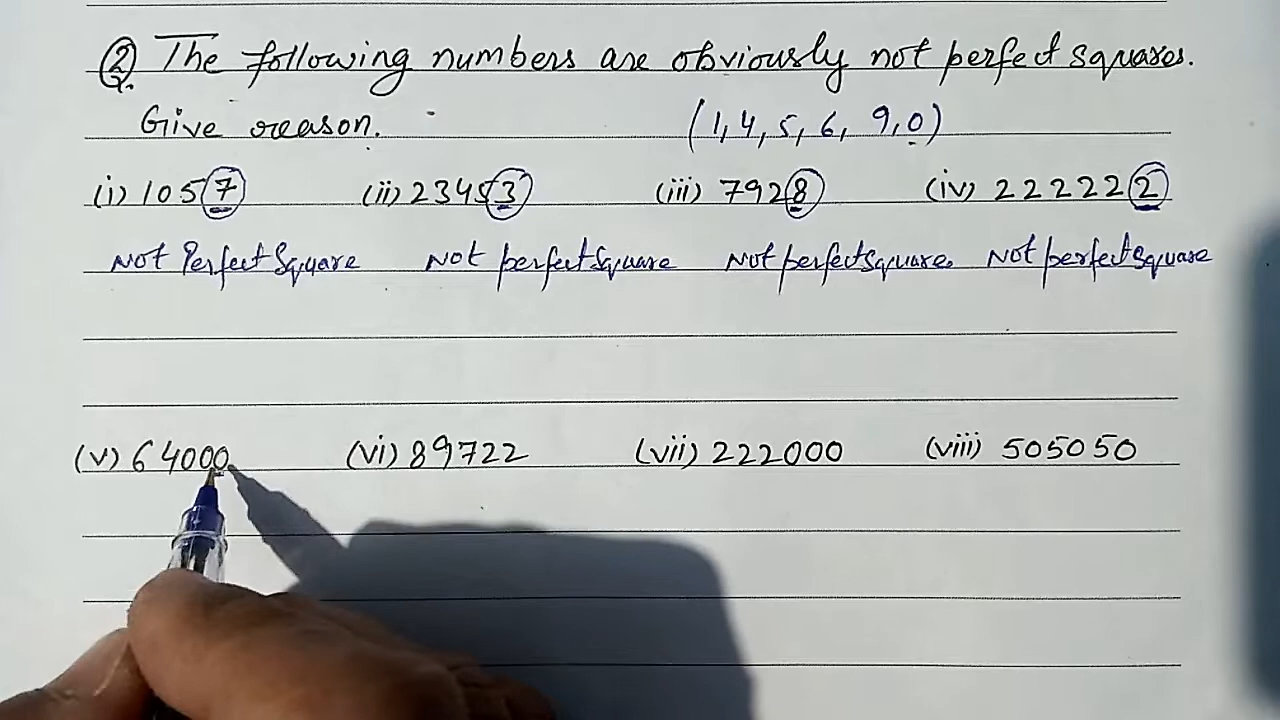 Q2. The following numbers are obviously not perfect squares.
Give reason. (1, 4, 5, 6, 9, 0)
(i) 1057 (ii) 23453 (iii) 7928 (iv) 222222
Not Perfect Square Not perfect square Not perfect square. Not perfect square
(v) 64000 (vi) 89722 (vii) 222000 (viii) 505050